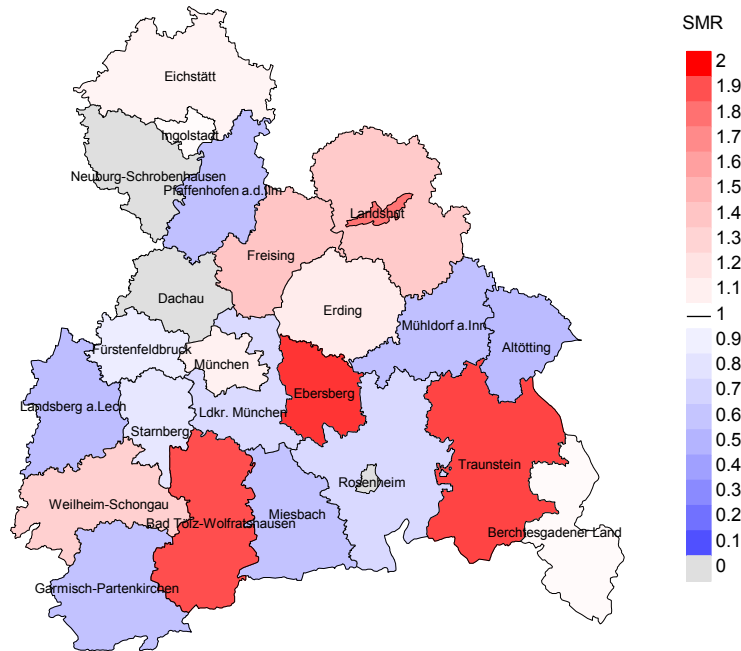 SMR
Eichstätt
Ingolstadt
Neuburg-Schrobenhausen
Pfaffenhofen a.d.Ilm
Landshut
Freising
Dachau
Erding
Mühldorf a.Inn
Altötting
Fürstenfeldbruck
München
Ebersberg
Landsberg a.Lech
Ldkr. München
Starnberg
Traunstein
Rosenheim
Weilheim-Schongau
Bad Tölz-Wolfratshausen
Miesbach
Berchtesgadener Land
Garmisch-Partenkirchen
2
1.9
1.8
1.7
1.6
1.5
1.4
1.3
1.2
1.1
1
0.9
0.8
0.7
0.6
0.5
0.4
0.3
0.2
0.1
0